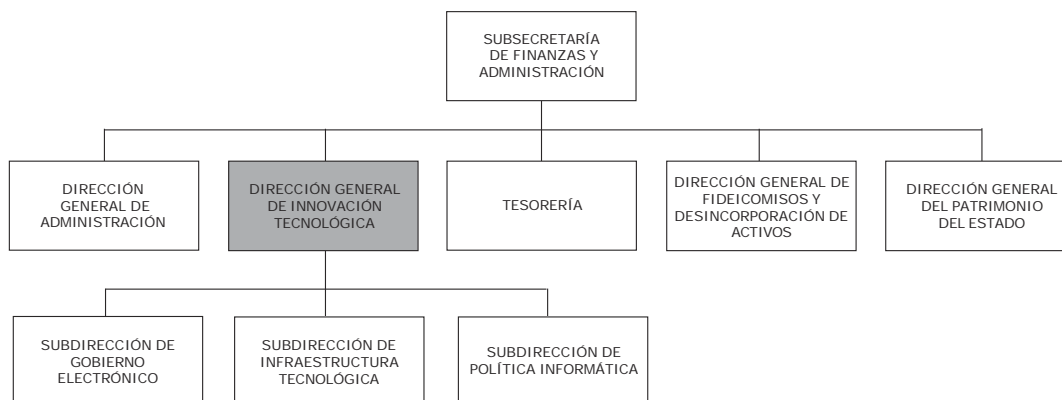 SUBSECRETARÍA
DE FINANZAS Y
ADMINISTRACIÓN
DIRECCIÓN
GENERAL DE
ADMINISTRACIÓN
DIRECCIÓN GENERAL
DE INNOVACIÓN
TECNOLÓGICA
TESORERÍA
DIRECCIÓN GENERAL DE
FIDEICOMISOS Y
DESINCORPORACIÓN DE
ACTIVOS
DIRECCIÓN GENERAL
DEL PATRIMONIO
DEL ESTADO
SUBDIRECCIÓN DE
GOBIERNO
ELECTRÓNICO
SUBDIRECCIÓN DE
INFRAESTRUCTURA
TECNOLÓGICA
SUBDIRECCIÓN DE
POLÍTICA INFORMÁTICA